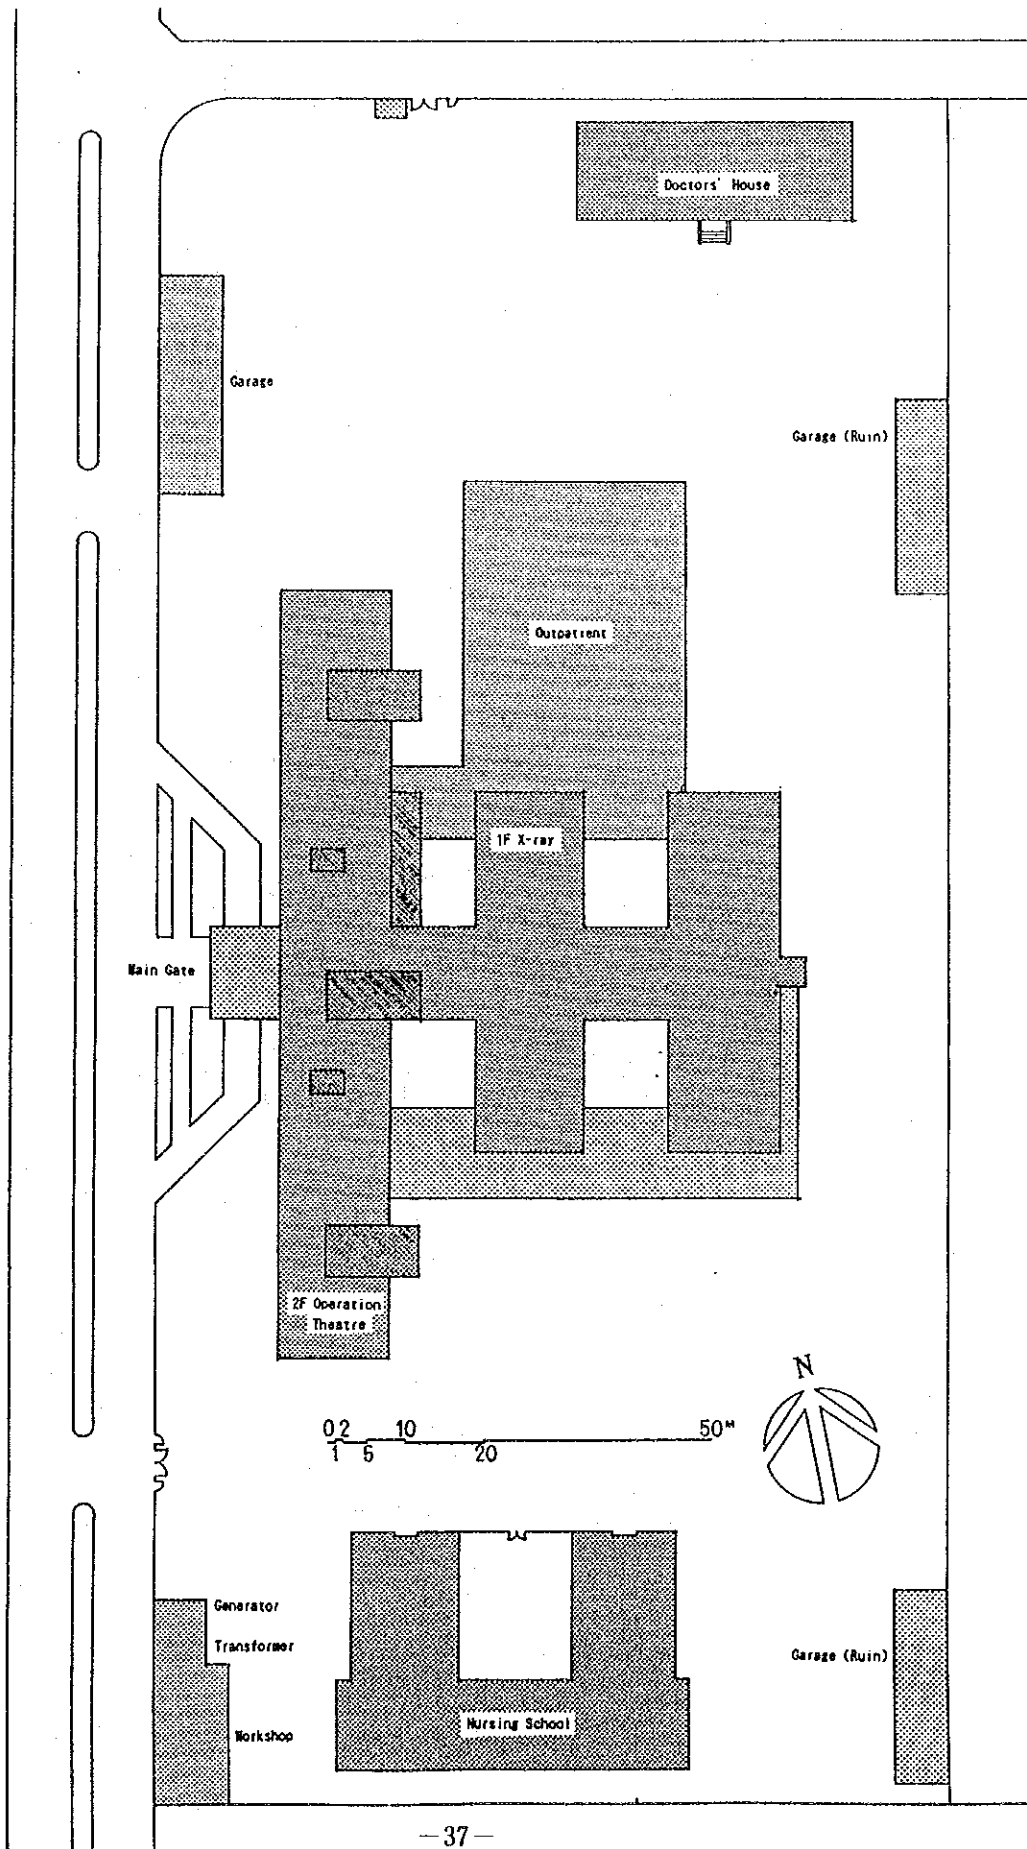 Doctors' House
Garage
Garage (Ruin)
Outpatient
1F X-ray
Main Gate
2F Operation
Theatre
N
0 2 10 50M
1 5 20
Generator
Transformer
Garage (Ruin)
Nursing School
Workshop
—37—